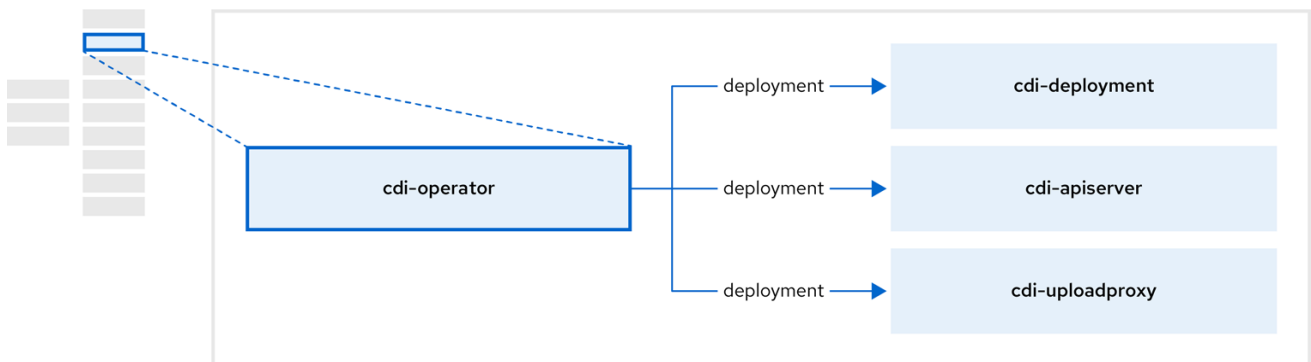 deployment
cdi-deployment
cdi-operator
deployment
cdi-apiserver
deployment
cdi-uploadproxy